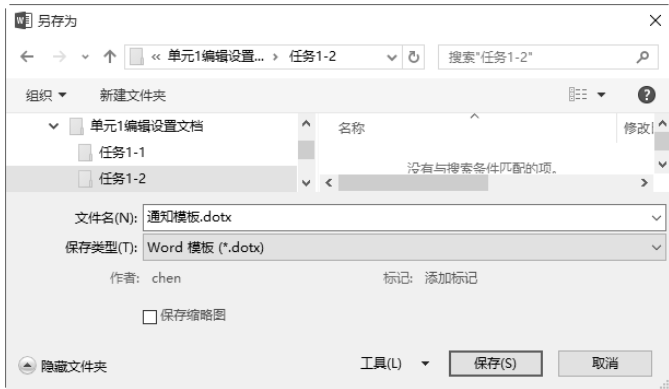 另存为
« 单元1编辑设置... › 任务1-2
搜索"任务1-2"
组织 新建文件夹
单元1编辑设置文档
名称
修改
任务1-1
没有与搜索条件匹配的项。
任务1-2
文件名(N): 通知模板.dotx
保存类型(T): Word 模板 (*.dotx)
作者: chen
标记: 添加标记
保存缩略图
隐藏文件夹
工具(L)
保存(S)
取消